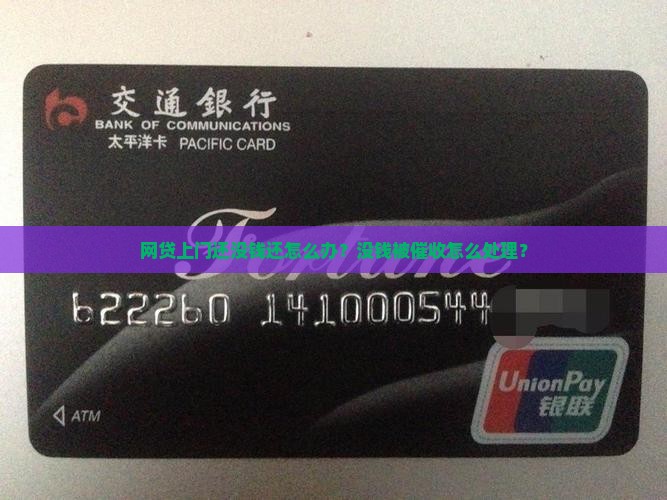 交通銀行
BANK OF COMMUNICATIONS
太平洋卡 PACIFIC CARD
Fortune
网贷上门还没钱还怎么办？没钱被催收怎么处理？
622260 141000544
UnionPay
银联
ATM